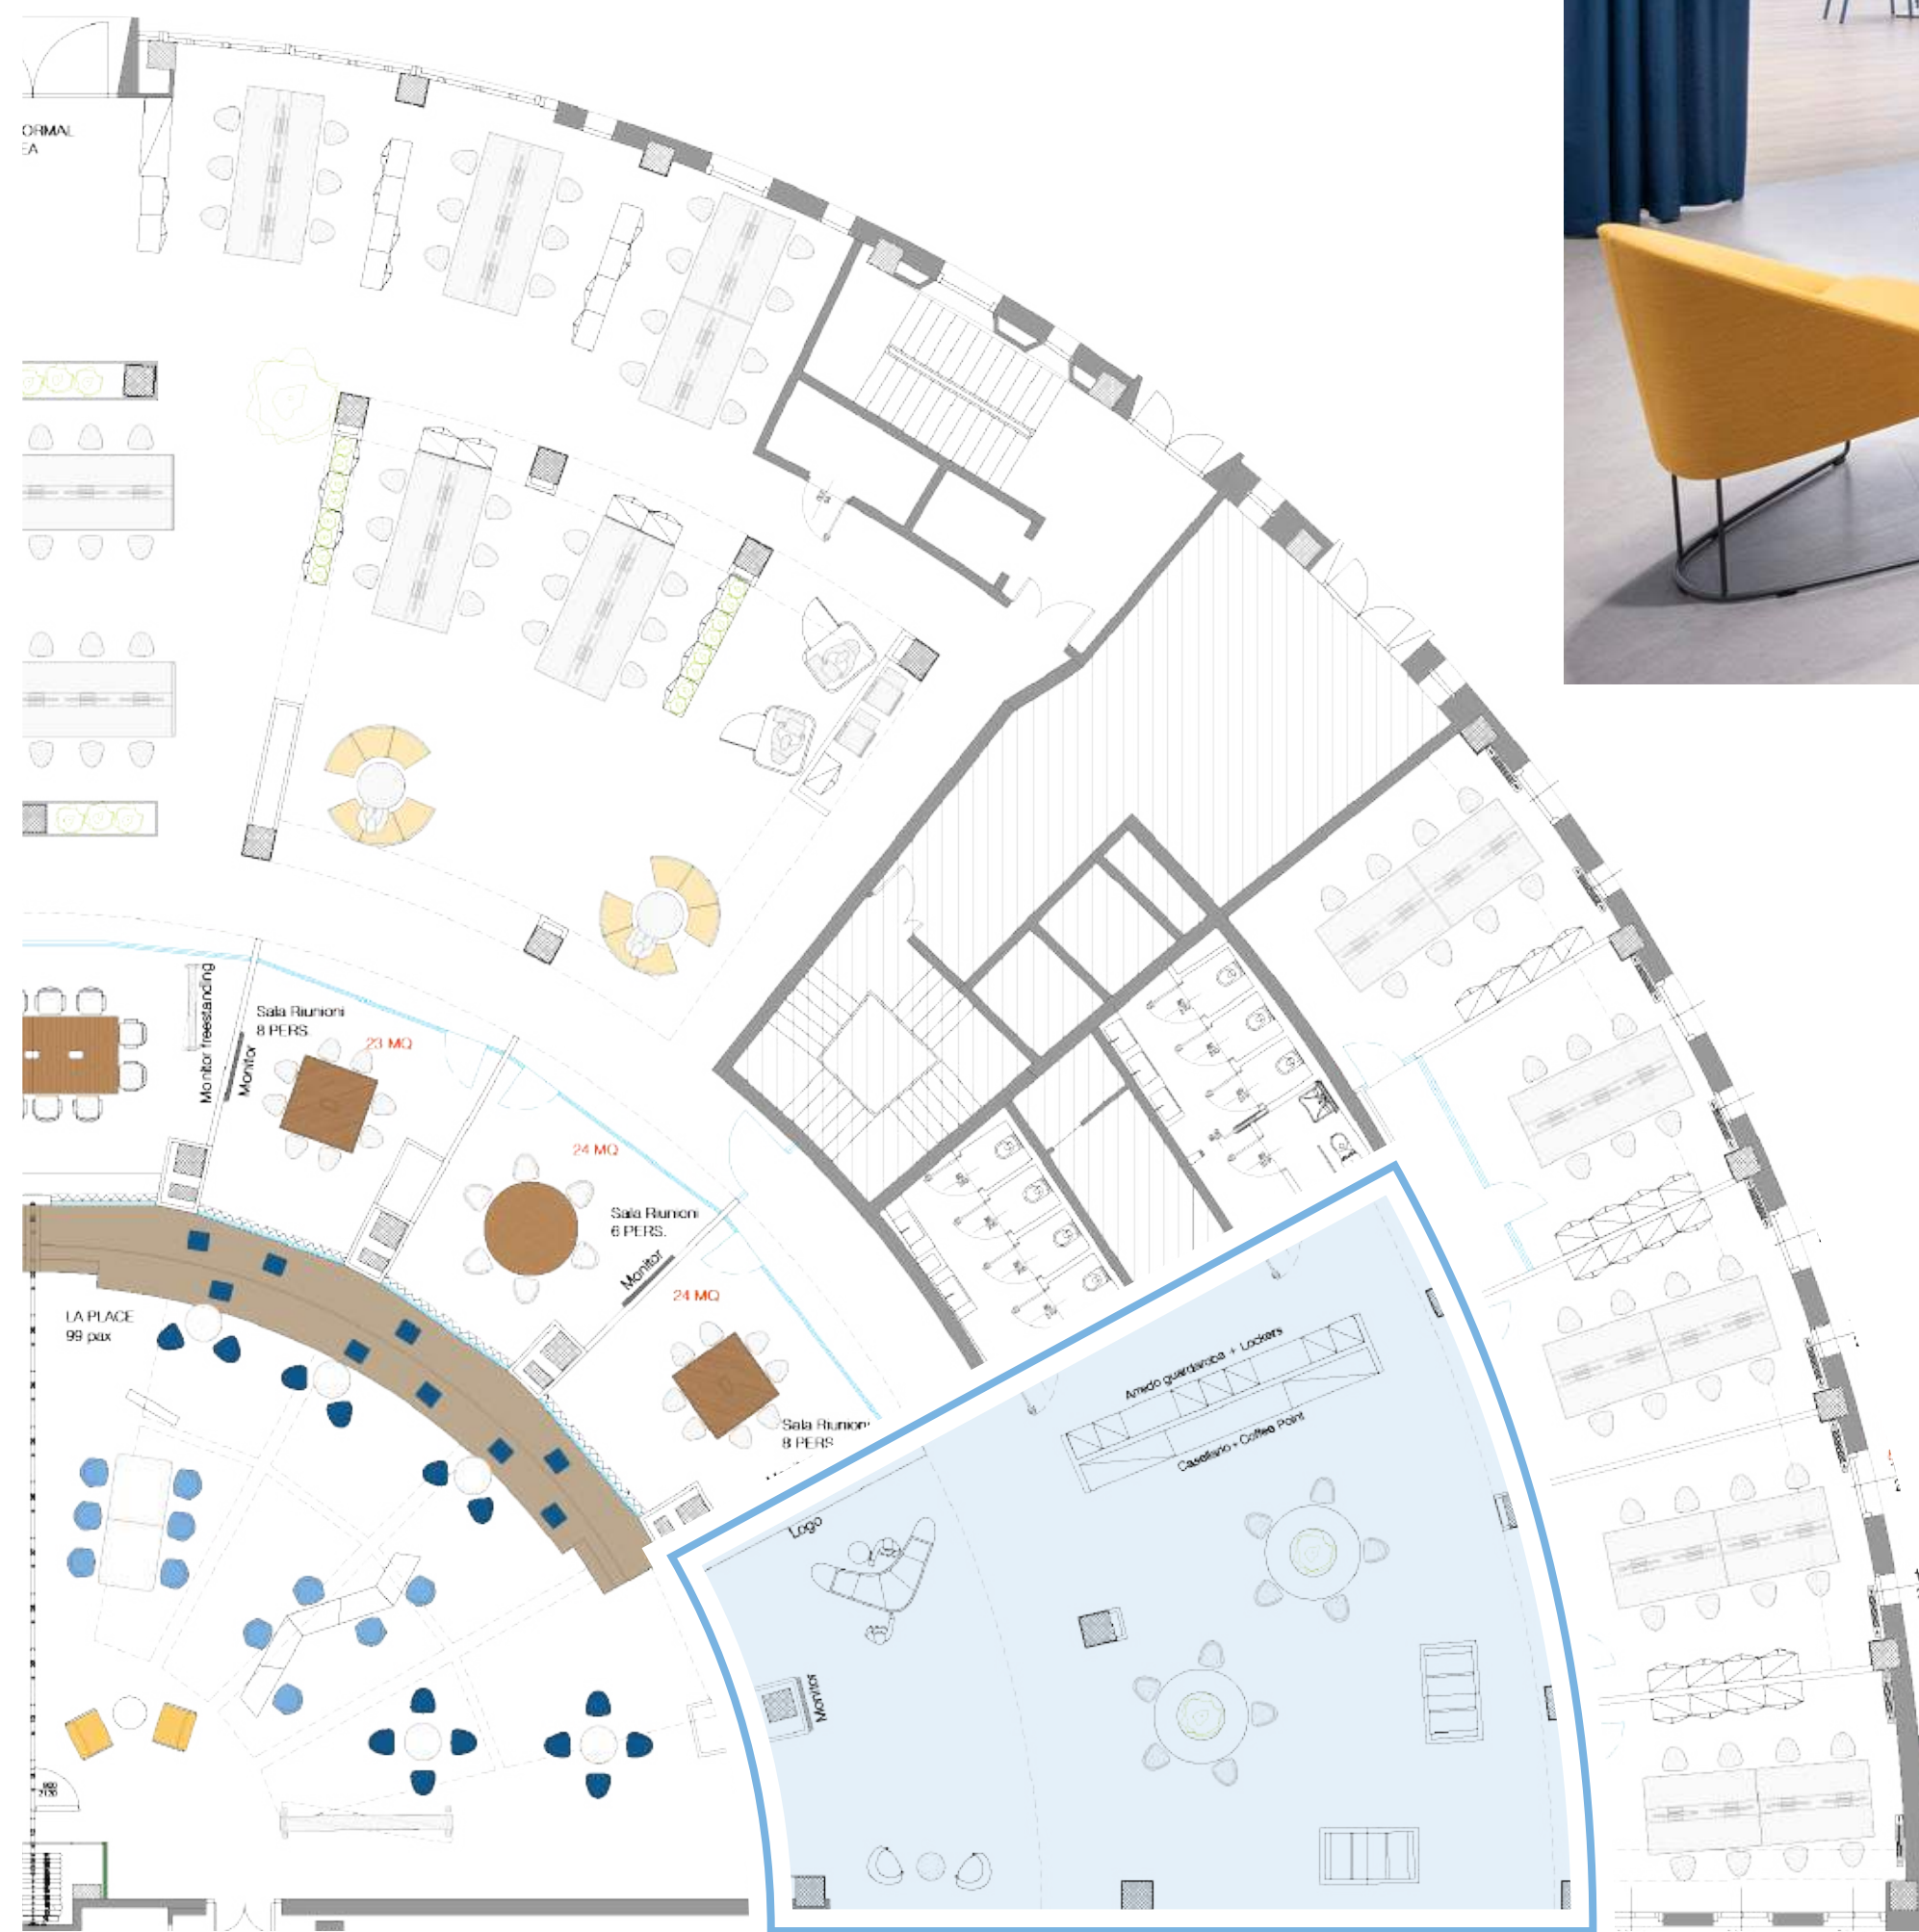 ORMAL
EA
Monitor freestanding
Sala Riunioni
8 PERS.
23 MQ
Monitor
24 MQ
Sala Riunioni
6 PERS.
Monitor
24 MQ
LA PLACE
99 pax
Sala Riunioni
8 PERS
Arredo guardaroba + Lockers
Casellario + Coffee Point
Logo
Monitor